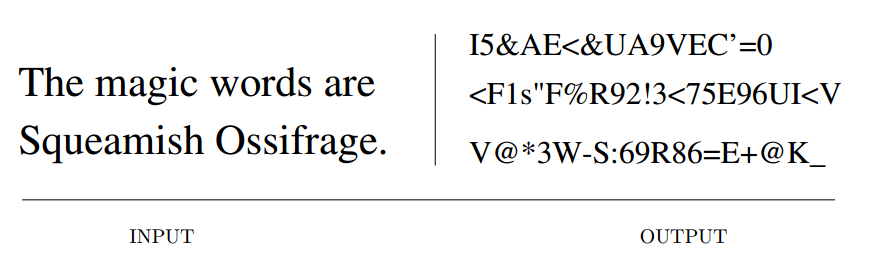 The magic words are
Squeamish Ossifrage.
I5&AE<&UA9VEC’=0
<F1s"F%R92!3<75E96UI<V
V@*3W-S:69R86=E+@K_
INPUT
OUTPUT